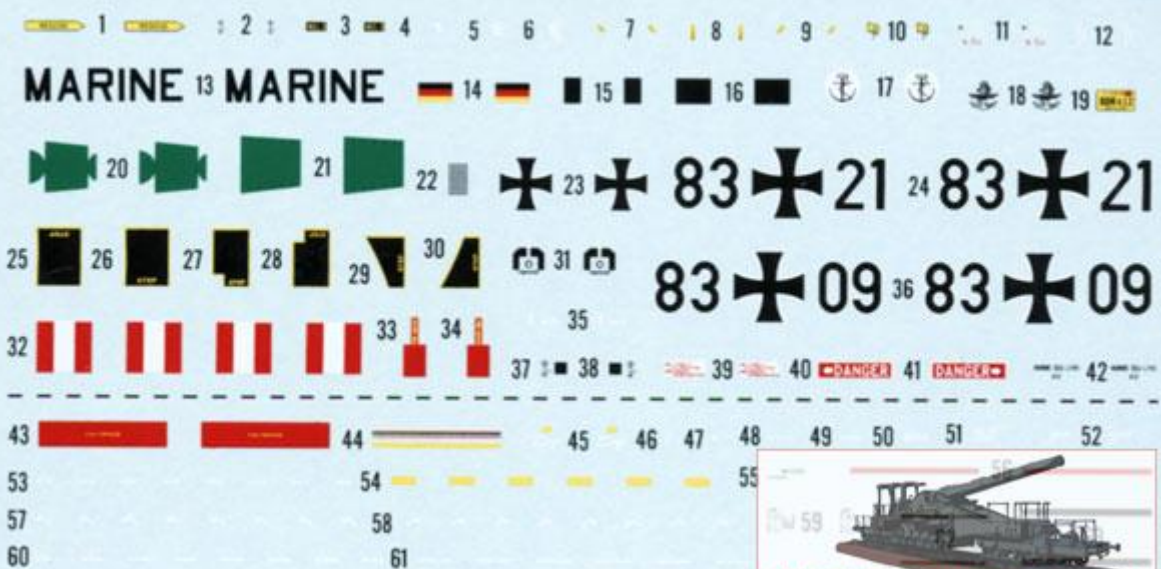 RESCUE 1 RESCUE 2 3 4 5 6 7 8 9 10 11 12
MARINE 13 MARINE 14 15 16 17 18 19
20 21 22 23 83 21 24 83 21
25 26 27 28 29 30 31 83 09 36 83 09
32 33 34 35
37 38 39 40 DANGER 41 DANGER 42
43 44 45 46 47 48 49 50 51 52
53 54 55 56
57 58 59
60 61